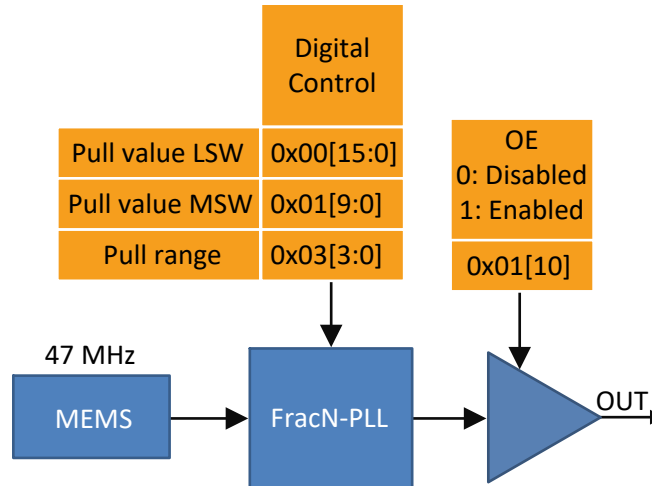 Digital
Control
Pull value LSW 0x00[15:0]
Pull value MSW 0x01[9:0]
Pull range 0x03[3:0]
OE
0: Disabled
1: Enabled
0x01[10]
47 MHz
MEMS
FracN-PLL
OUT